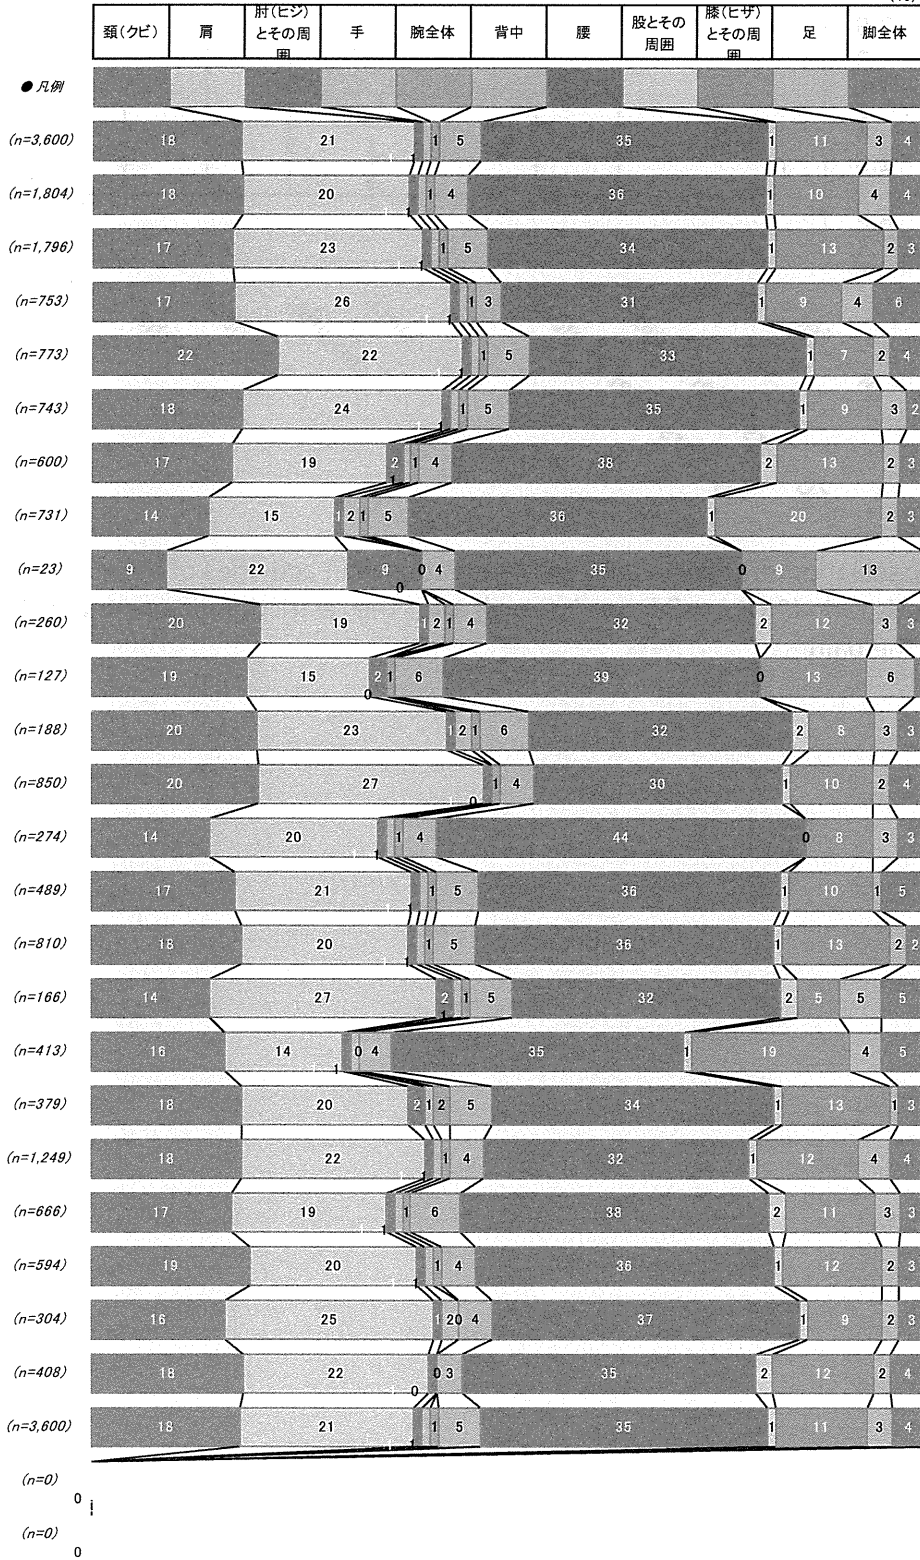 頚(クビ) 肩 肘(ヒジ)とその周囲 手 腕全体 背中 腰 股とその周囲 膝(ヒザ)とその周囲 足 脚全体
● 凡例
(n=3,600) 18 21 1 1 5 35 1 11 3 4
(n=1,804) 18 20 1 1 4 36 1 10 4 4
(n=1,796) 17 23 1 1 5 34 1 13 2 3
(n=753) 17 26 1 1 3 31 1 9 4 6
(n=773) 22 22 1 1 5 33 1 7 2 4
(n=743) 18 24 1 1 5 35 1 9 3 2
(n=600) 17 19 2 1 1 4 38 2 13 2 3
(n=731) 14 15 1 2 1 5 36 1 20 2 3
(n=23) 9 22 9 0 0 4 35 0 9 13
(n=260) 20 19 1 2 1 4 32 2 12 3 3
(n=127) 19 15 0 2 1 6 39 0 13 6
(n=188) 20 23 1 2 1 6 32 2 8 3 3
(n=850) 20 27 0 1 4 30 1 10 2 4
(n=274) 14 20 1 1 4 44 0 8 3 3
(n=489) 17 21 1 1 5 36 1 10 1 5
(n=810) 18 20 1 1 5 36 1 13 2 2
(n=166) 14 27 2 1 1 5 32 2 5 5 5
(n=413) 16 14 1 0 4 35 1 19 4 5
(n=379) 18 20 2 1 2 5 34 1 13 1 3
(n=1,249) 18 22 1 1 4 32 1 12 4 4
(n=666) 17 19 1 1 6 38 2 11 3 3
(n=594) 19 20 1 1 4 36 1 12 2 3
(n=304) 16 25 1 2 0 4 37 1 9 2 3
(n=408) 18 22 0 0 3 35 2 12 2 4
(n=3,600) 18 21 1 1 5 35 1 11 3 4
(n=0)
0
(n=0)
0